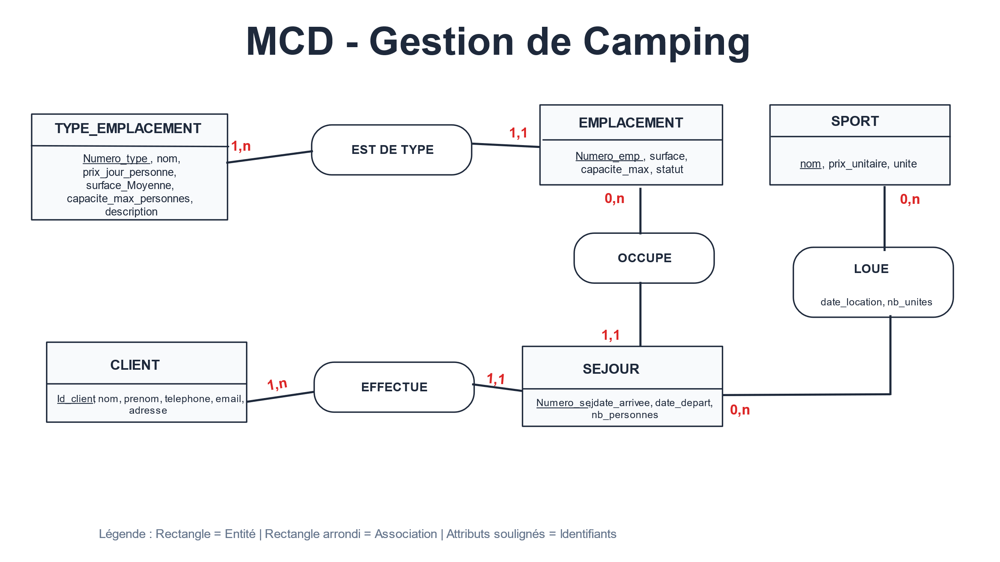 MCD - Gestion de Camping
TYPE_EMPLACEMENT
1,n
Numero_type , nom,
prix_jour_personne,
surface_Moyenne,
capacite_max_personnes,
description
EST DE TYPE
1,1
EMPLACEMENT
Numero_emp , surface,
capacite_max, statut
0,n
SPORT
nom, prix_unitaire, unite
0,n
OCCUPE
LOUE
date_location, nb_unites
1,1
CLIENT
Id_client, nom, prenom, telephone, email,
adresse
1,n
EFFECTUE
1,1
SEJOUR
Numero_sej,date_arrivee, date_depart,
nb_personnes
0,n
Légende : Rectangle = Entité | Rectangle arrondi = Association | Attributs soulignés = Identifiants